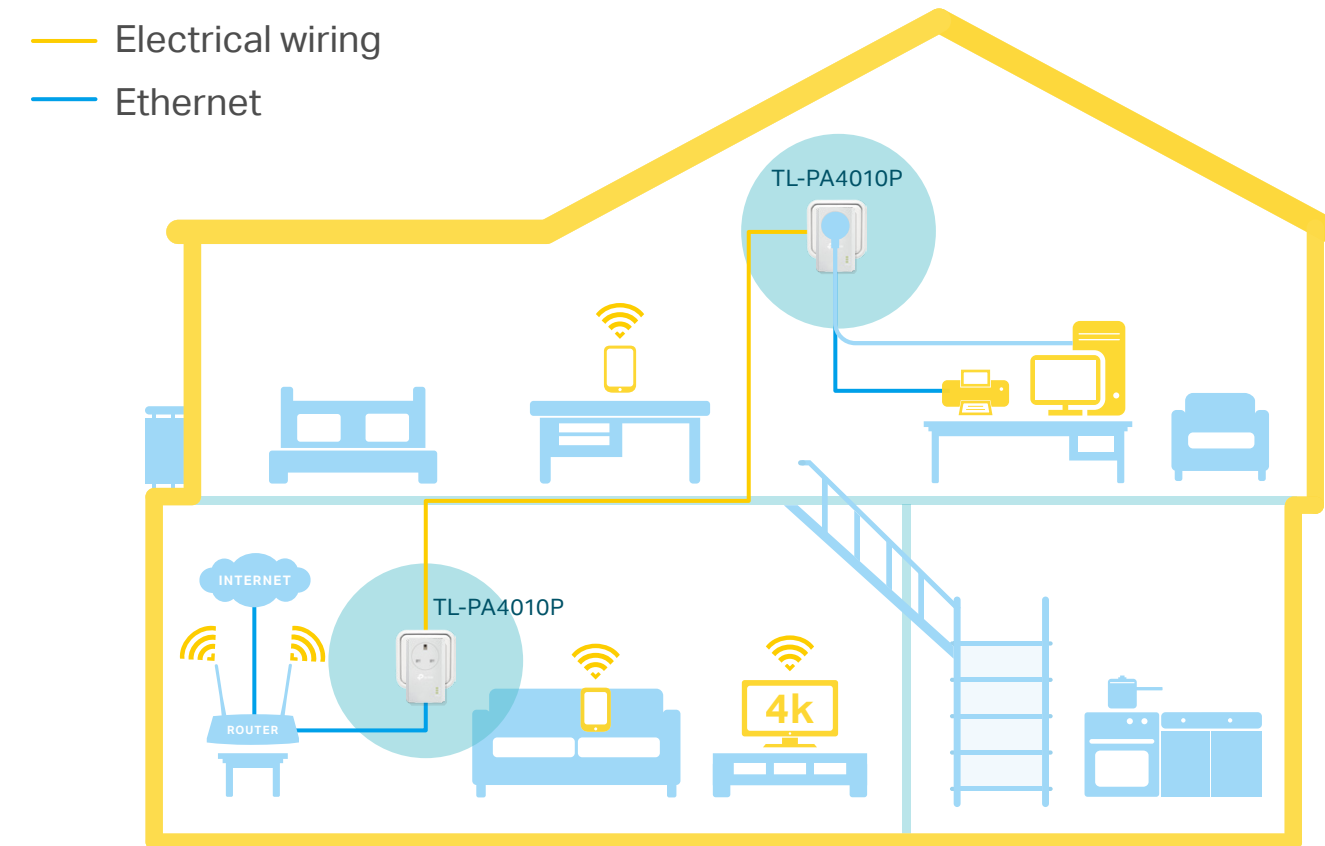 Electrical wiring
Ethernet
TL-PA4010P
INTERNET
TL-PA4010P
4k
ROUTER